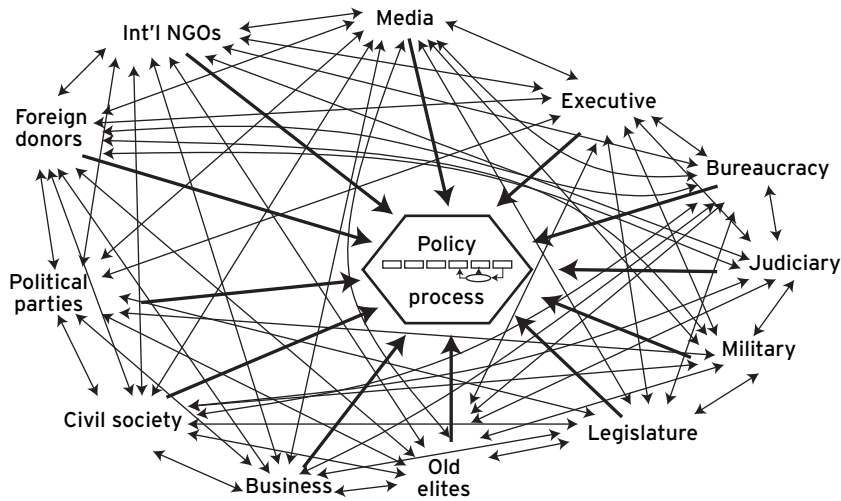 Media
Int'l NGOs
Executive
Foreign
donors
Bureaucracy
Policy
process
Judiciary
Political
parties
Military
Civil society
Legislature
Old
elites
Business